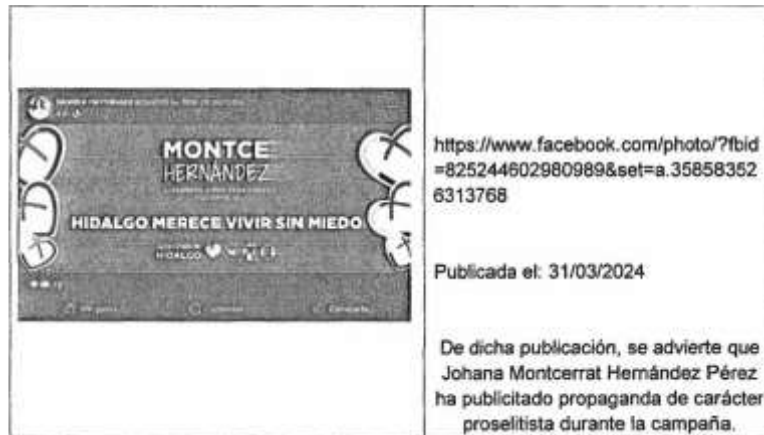 MONTCE
HERNÁNDEZ
HIDALGO MERECE VIVIR SIN MIEDO
HIDALGO
https://www.facebook.com/photo/?fbid
=825244602980989&set=a.35858352
6313768
Publicada el: 31/03/2024
De dicha publicación, se advierte que
Johana Montcerrat Hernández Pérez
ha publicitado propaganda de carácter
proselitista durante la campaña.